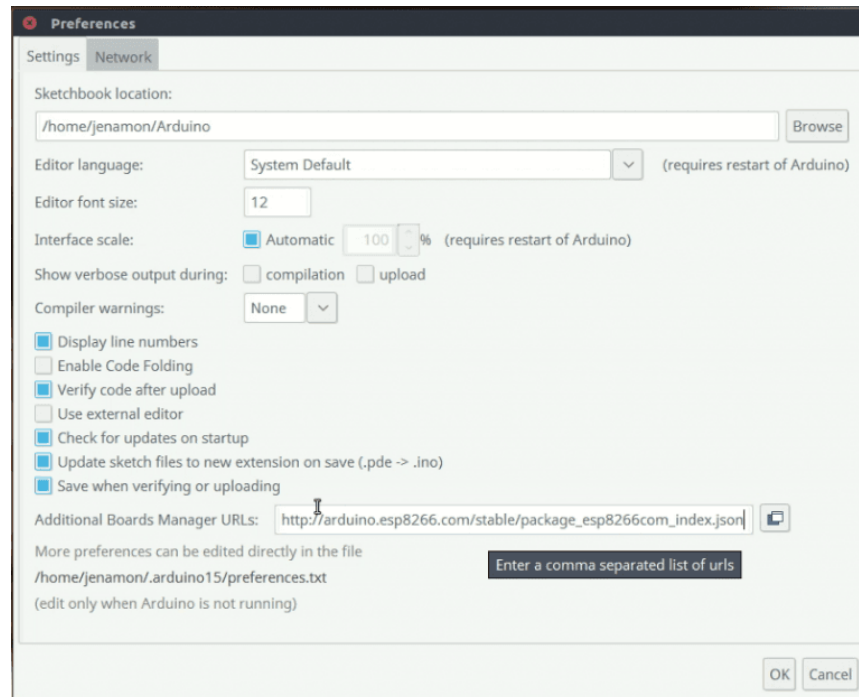 Preferences
Settings Network
Sketchbook location:
/home/jenamon/Arduino Browse
Editor language: System Default (requires restart of Arduino)
Editor font size: 12
Interface scale: Automatic 100 % (requires restart of Arduino)
Show verbose output during: compilation upload
Compiler warnings: None
Display line numbers
Enable Code Folding
Verify code after upload
Use external editor
Check for updates on startup
Update sketch files to new extension on save (.pde -> .ino)
Save when verifying or uploading
Additional Boards Manager URLs: http://arduino.esp8266.com/stable/package_esp8266com_index.json
More preferences can be edited directly in the file
Enter a comma separated list of urls
/home/jenamon/.arduino15/preferences.txt
(edit only when Arduino is not running)
OK Cancel